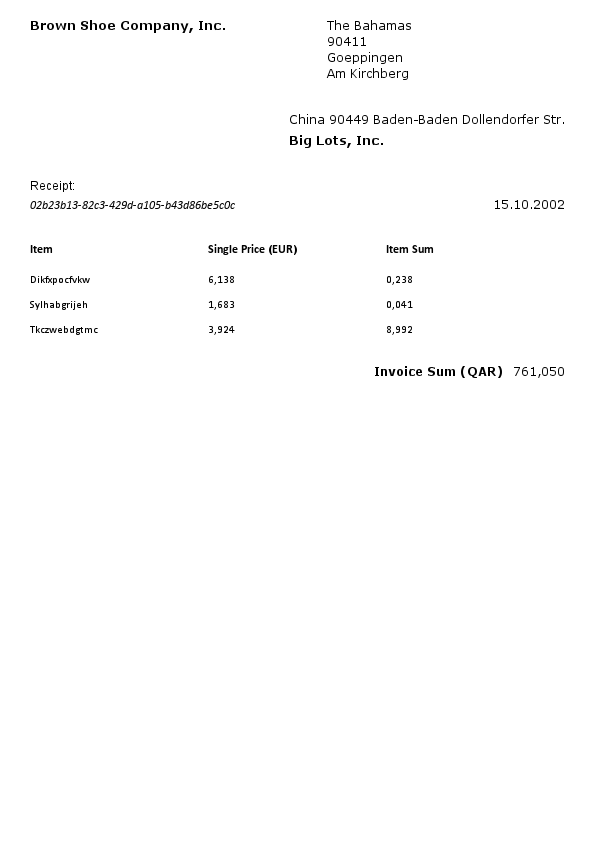 Brown Shoe Company, Inc.
The Bahamas
90411
Goeppingen
Am Kirchberg
China 90449 Baden-Baden Dollendorfer Str.
Big Lots, Inc.
Receipt:
02b23b13-82c3-429d-a105-b43d86be5c0c 15.10.2002
Item Single Price (EUR) Item Sum
Dikfxpocfvkw 6,138 0,238
Sylhabgrijeh 1,683 0,041
Tkczwebdgtmc 3,924 8,992
Invoice Sum (QAR) 761,050